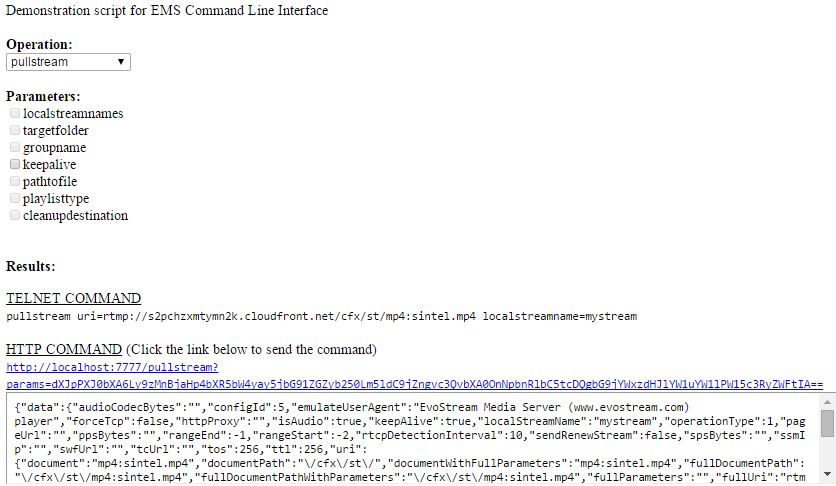 Demonstration script for EMS Command Line Interface
Operation:
pullstream
Parameters:
localstreamnames
targetfolder
groupname
keepalive
pathtofile
playlisttype
cleanupdestination
Results:
TELNET COMMAND
pullstream uri=rtmp://s2pchzxmtymn2k.cloudfront.net/cfx/st/mp4:sintel.mp4 localstreamname=mystream
HTTP COMMAND (Click the link below to send the command)
http://localhost:7777/pullstream?
params=dXJpPXJ0bXA6Ly9zMnBjaHp4bXR5bW4yay5jbG91ZGZyb250Lm5ldC9jZngvc3QvbXA0OnNpbnRlbC5tcDQgbG9jYWxzdHJlYW1uYW1lPW15c3RyZWFtIA==
{"data":{"audioCodecBytes":"","configId":5,"emulateUserAgent":"EvoStream Media Server (www.evostream.com)
player","forceTcp":false,"httpProxy":"","isAudio":true,"keepAlive":true,"localStreamName":"mystream","operationType":1,"pag
eUrl":"","ppsBytes":"","rangeEnd":-1,"rangeStart":-2,"rtcpDetectionInterval":10,"sendRenewStream":false,"spsBytes":"","ssmI
p":"","swfUrl":"","tcUrl":"","tos":256,"ttl":256,"uri":
{"document":"mp4:sintel.mp4","documentPath":"\/cfx\/st\/","documentWithFullParameters":"mp4:sintel.mp4","fullDocumentPath":
"\/cfx\/st\/mp4:sintel.mp4","fullDocumentPathWithParameters":"\/cfx\/st\/mp4:sintel.mp4","fullParameters":"","fullUri":"rtm